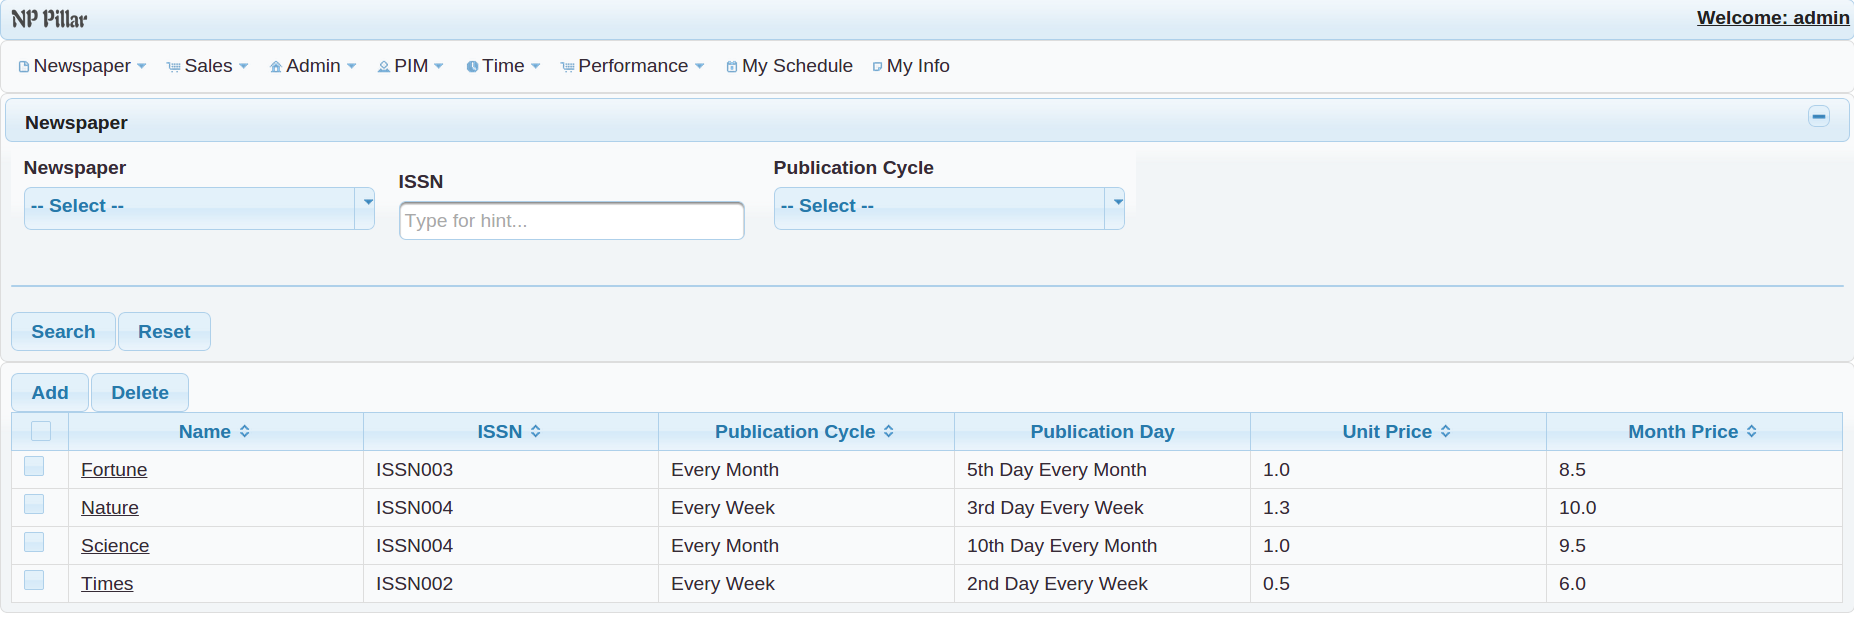 NP Pillar
Welcome: admin
Newspaper Sales Admin PIM Time Performance My Schedule My Info
Newspaper
Newspaper ISSN Publication Cycle
-- Select -- Type for hint... -- Select --
Search Reset
Add Delete
Name ISSN Publication Cycle Publication Day Unit Price Month Price
Fortune ISSN003 Every Month 5th Day Every Month 1.0 8.5
Nature ISSN004 Every Week 3rd Day Every Week 1.3 10.0
Science ISSN004 Every Month 10th Day Every Month 1.0 9.5
Times ISSN002 Every Week 2nd Day Every Week 0.5 6.0